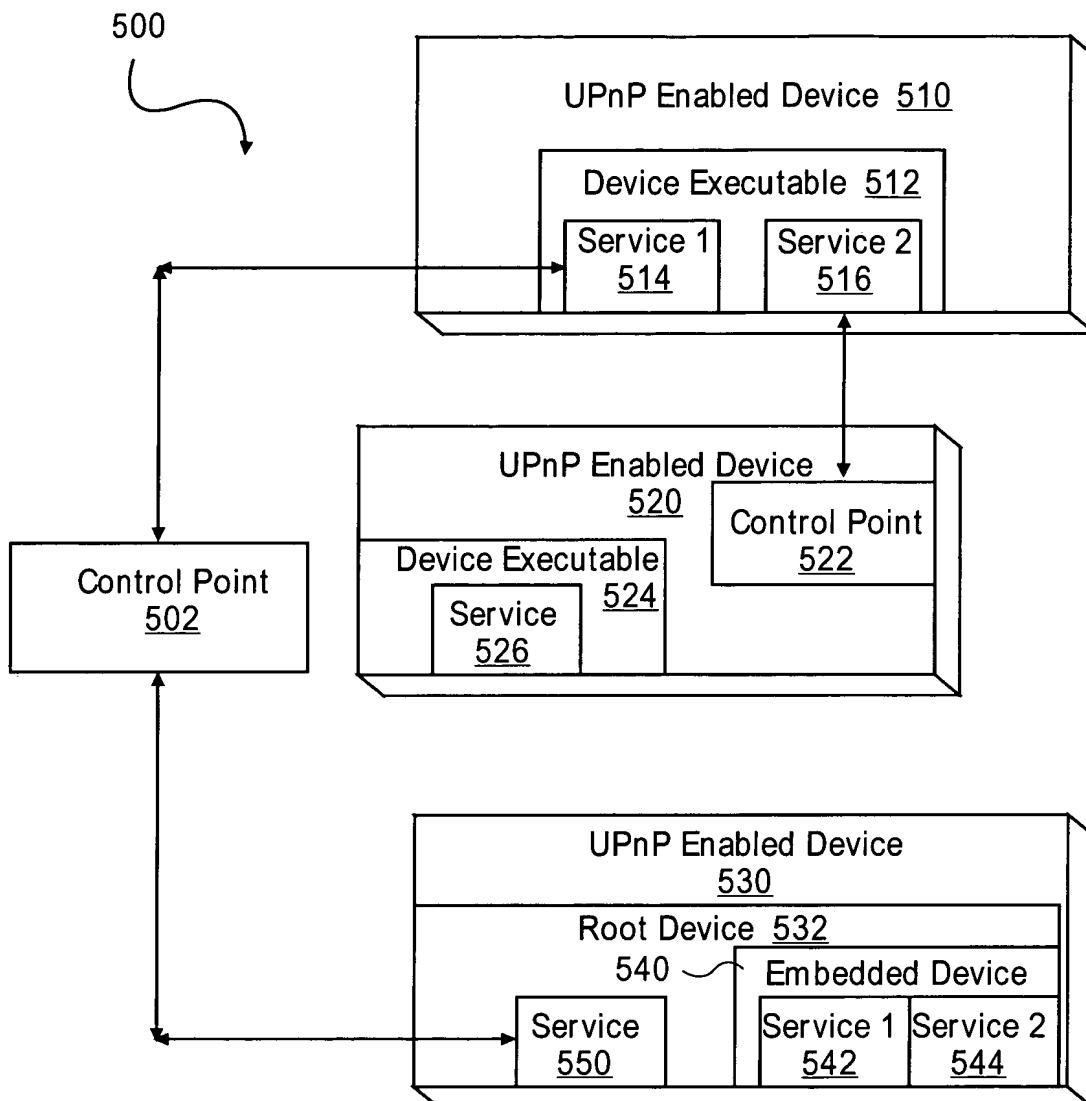 500
UPnP Enabled Device 510
Device Executable 512
Service 1
514
Service 2
516
UPnP Enabled Device
520
Control Point
522
Device Executable
524
Service
526
Control Point
502
UPnP Enabled Device
530
Root Device 532
540
Embedded Device
Service 1
542
Service 2
544
Service
550